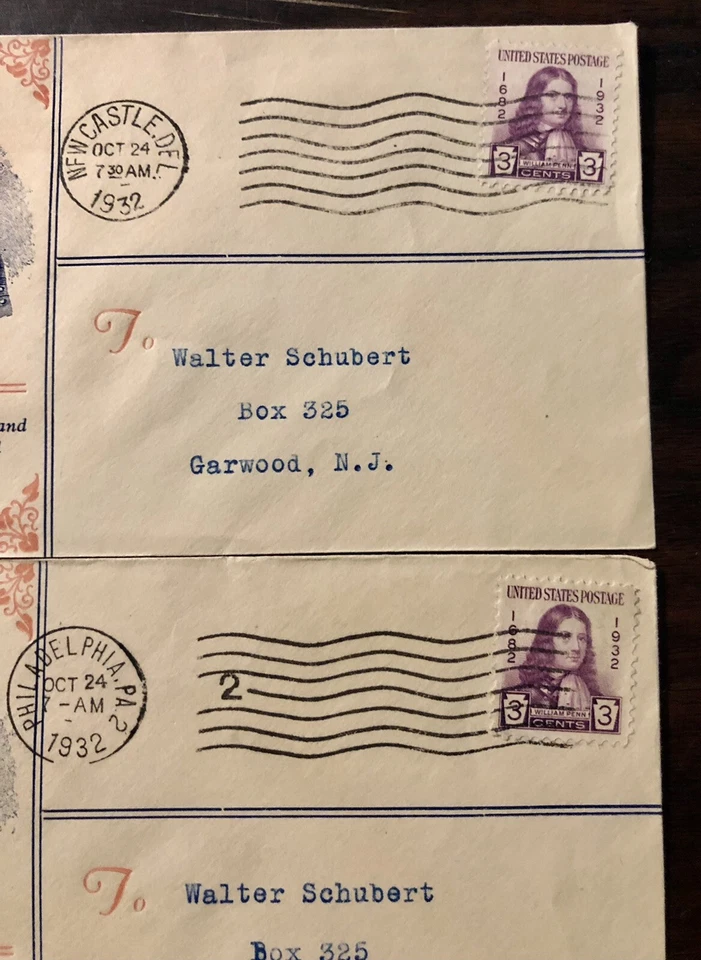 NEW CASTLE, DEL.
OCT 24
7 30 AM
1932
UNITED STATES POSTAGE
1682
1932
3 3
WILLIAM PENN
CENTS
and
To
Walter Schubert
Box 325
Garwood, N.J.
PHILADELPHIA, PA 2
OCT 24
7 - AM
1932
2
UNITED STATES POSTAGE
1682
1932
3 3
WILLIAM PENN
CENTS
To
Walter Schubert
Box 325